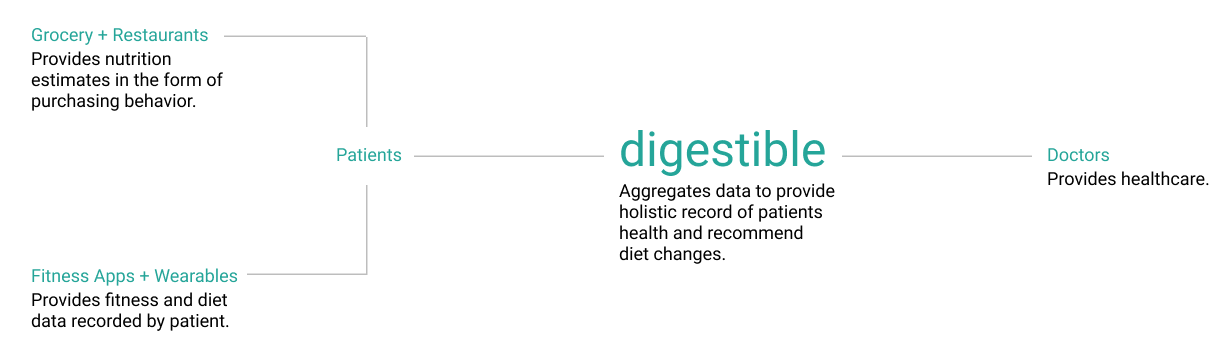 Grocery + Restaurants
Provides nutrition
estimates in the form of
purchasing behavior.
Patients
digestible
Aggregates data to provide
holistic record of patients
health and recommend
diet changes.
Doctors
Provides healthcare.
Fitness Apps + Wearables
Provides fitness and diet
data recorded by patient.